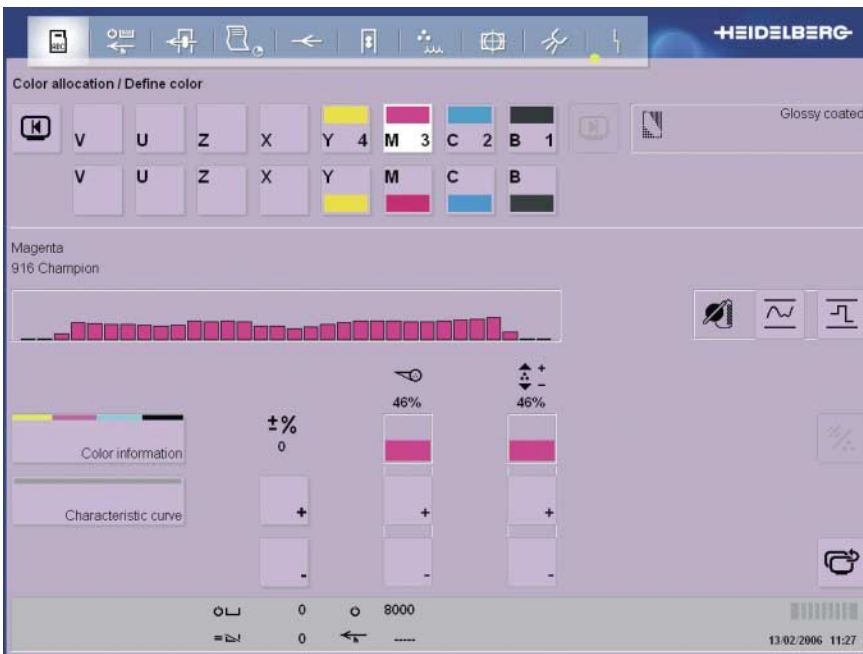 ABC
HEIDELBERG
Color allocation / Define color
V U Z X Y 4 M 3 C 2 B 1
Glossy coated
V U Z X Y M C B
Magenta
916 Champion
+
-
46% 46%
±%
0
Color information
Characteristic curve
+ + +
- - -
0 8000
0 -----
13/02/2006 11:27